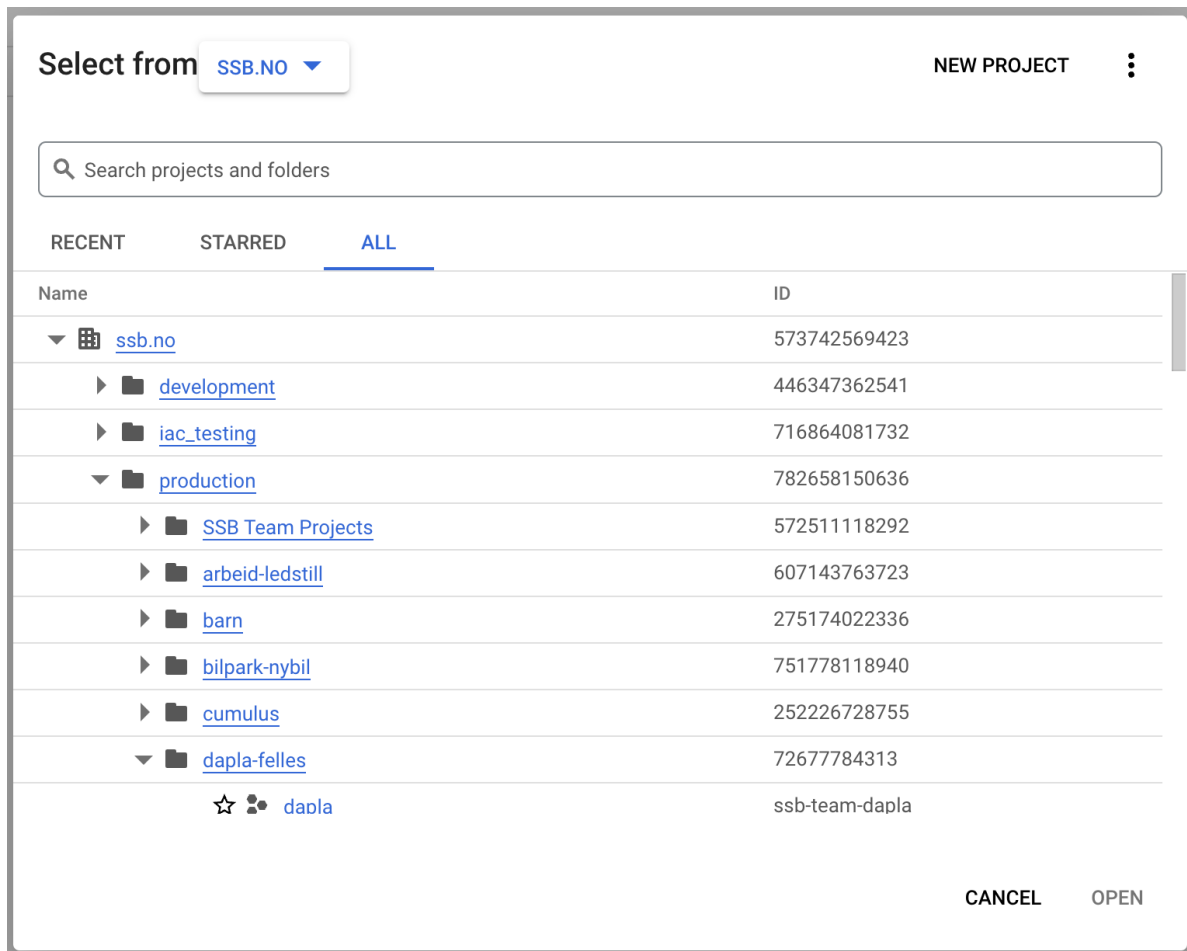 Select from SSB.NO NEW PROJECT
Search projects and folders
RECENT STARRED ALL
Name ID
ssb.no 573742569423
development 446347362541
iac_testing 716864081732
production 782658150636
SSB Team Projects 572511118292
arbeid-ledstill 607143763723
barn 275174022336
bilpark-nybil 751778118940
cumulus 252226728755
dapla-felles 72677784313
dapla ssb-team-dapla
CANCEL OPEN